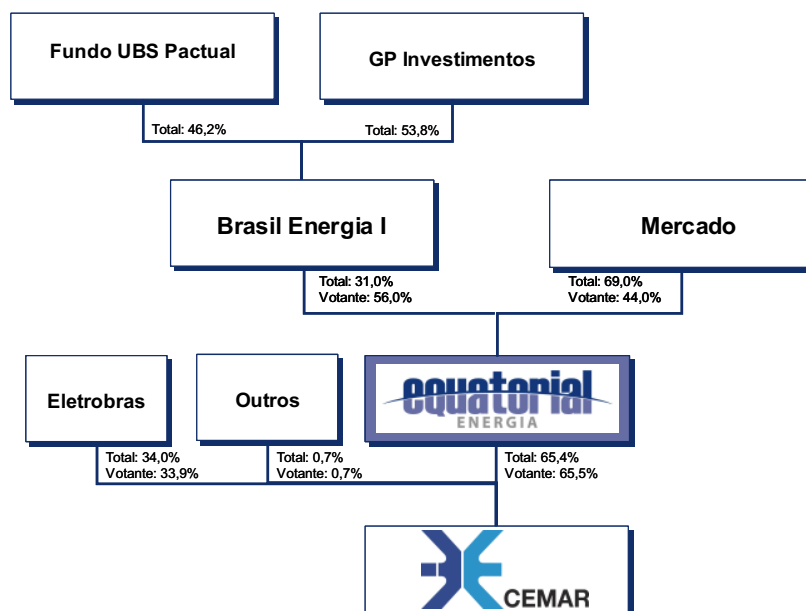 Fundo UBS Pactual
GP Investimentos
Total: 46,2%
Total: 53,8%
Brasil Energia I
Mercado
Total: 31,0%
Votante: 56,0%
Total: 69,0%
Votante: 44,0%
Eletrobras
Outros
equatorial
ENERGIA
Total: 34,0%
Votante: 33,9%
Total: 0,7%
Votante: 0,7%
Total: 65,4%
Votante: 65,5%
CEMAR